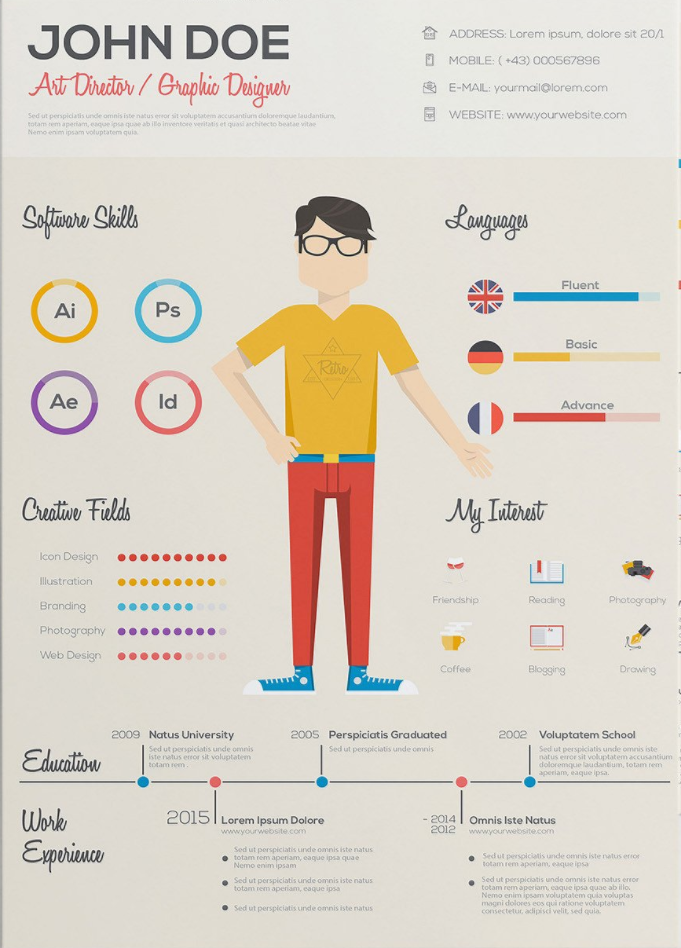 JOHN DOE
Art Director / Graphic Designer
Sed ut perspiciatis unde omnis iste natus error sit voluptatem accusantium doloremque laudantium,
totam rem aperiam, eaque ipsa quae ab illo inventore veritatis et quasi architecto beatae vitae
Nemo enim ipsam voluptatem quia.
ADDRESS: Lorem ipsum, dolore sit 20/1
MOBILE: ( +43) 000567896
E-MAIL: yourmail@lorem.com
WEBSITE: www.yourwebsite.com
Software Skills
Ai
Ps
Ae
Id
Retro
Languages
Fluent
Basic
Advance
Creative Fields
Icon Design
Illustration
Branding
Photography
Web Design
My Interest
Friendship
Reading
Photography
Coffee
Blogging
Drawing
Education
2009
Natus University
Sed ut perspiciatis unde omnis
totam rem .
2005
Perspiciatis Graduated
Sed ut perspiciatis unde omnis
2002
Voluptatem School
Sed ut perspiciatis unde omnis iste
natus error sit voluptatem accusantium
doloremque laudantium, totam rem
aperiam, eaque ipsa.
Work
Experience
2015
Lorem Ipsum Dolore
www.yourwebsite.com
Sed ut perspiciatis unde omnis iste natus
totam rem aperiam, eaque ipsa quae
Nemo enim ipsam
Sed ut perspiciatis unde omnis iste natus
totam rem aperiam, eaque ipsa
Sed ut perspiciatis unde omnis iste natus
- 2014
2012
Omnis Iste Natus
www.yourwebsite.com
Sed ut perspiciatis unde omnis iste natus error
totam rem aperiam, eaque ipsa
Sed ut perspiciatis unde omnis iste natus error
totam rem aperiam, eaque ipsa quae ab illo.
Nemo enim ipsam voluptatem quia voluptas
magni dolores eos qui ratione voluptatem
consectetur, adipisci velit, sed quia.